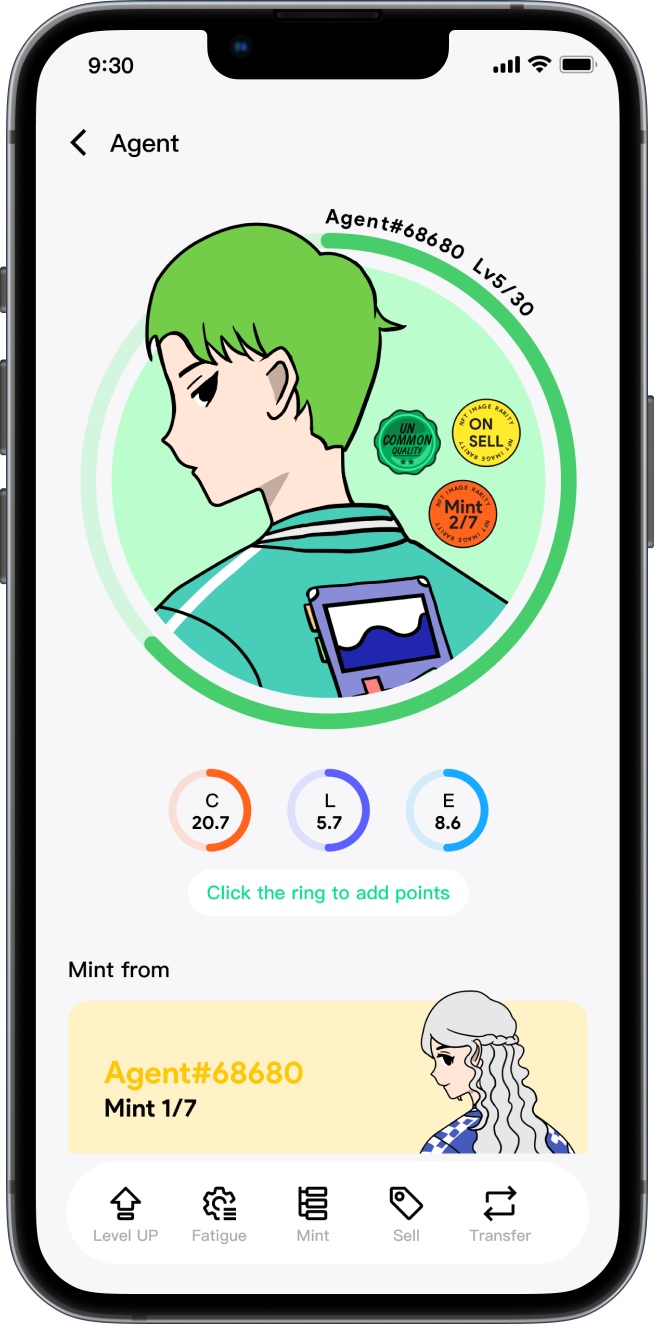 9:30
Agent
Agent#68680 Lv5/30
UN
COMMON
QUALITY
NFT IMAGE RARITY
ON
SELL
NFT IMAGE RARITY
NFT IMAGE RARITY
Mint
2/7
NFT IMAGE RARITY
C
20.7
L
5.7
E
8.6
Click the ring to add points
Mint from
Agent#68680
Mint 1/7
Level UP
Fatigue
Mint
Sell
Transfer